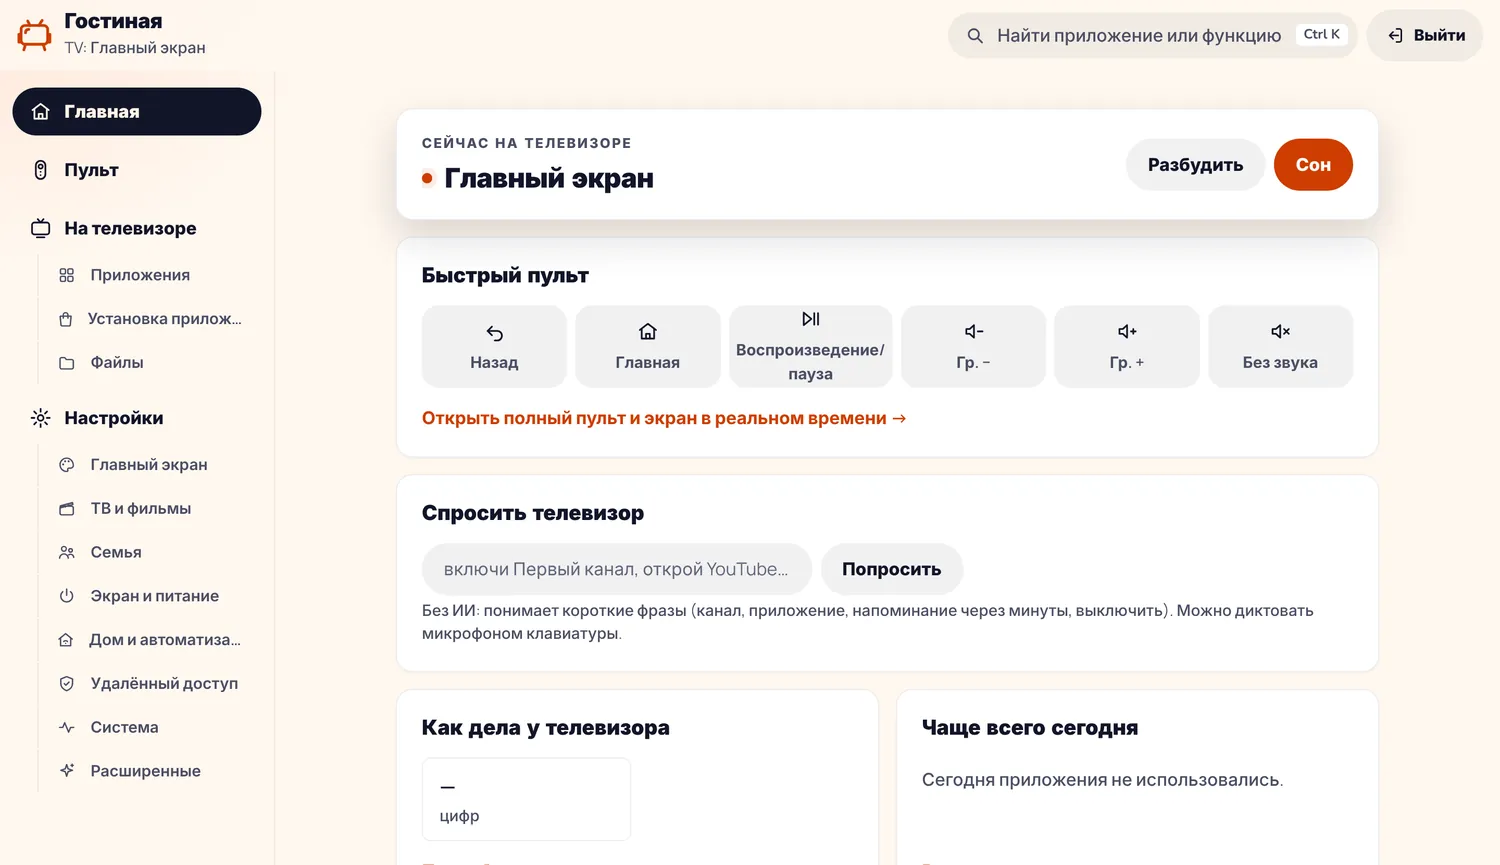 Гостиная
TV: Главный экран
Найти приложение или функцию
Ctrl K
Выйти
Главная
Пульт
На телевизоре
Приложения
Установка прилож...
Файлы
Настройки
Главный экран
ТВ и фильмы
Семья
Экран и питание
Дом и автоматиза...
Удалённый доступ
Система
Расширенные
СЕЙЧАС НА ТЕЛЕВИЗОРЕ
Главный экран
Разбудить
Сон
Быстрый пульт
Назад
Главная
Воспроизведение/
пауза
Гр. −
Гр. +
Без звука
Открыть полный пульт и экран в реальном времени →
Спросить телевизор
включи Первый канал, открой YouTube...
Попросить
Без ИИ: понимает короткие фразы (канал, приложение, напоминание через минуты, выключить). Можно диктовать
микрофоном клавиатуры.
Как дела у телевизора
—
цифр
Чаще всего сегодня
Сегодня приложения не использовались.